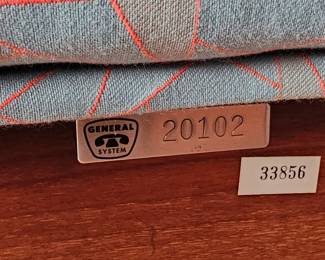 GENERAL
SYSTEM
20102
33856